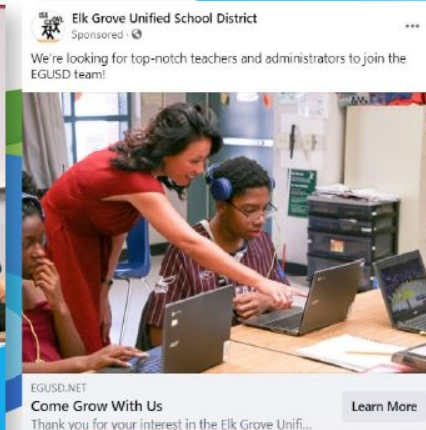 Elk Grove Unified School District
Sponsored ·
We're looking for top-notch teachers and administrators to join the
EGUSD team!
EGUSD.NET
Come Grow With Us
Learn More
Thank you for your interest in the Elk Grove Unifi...